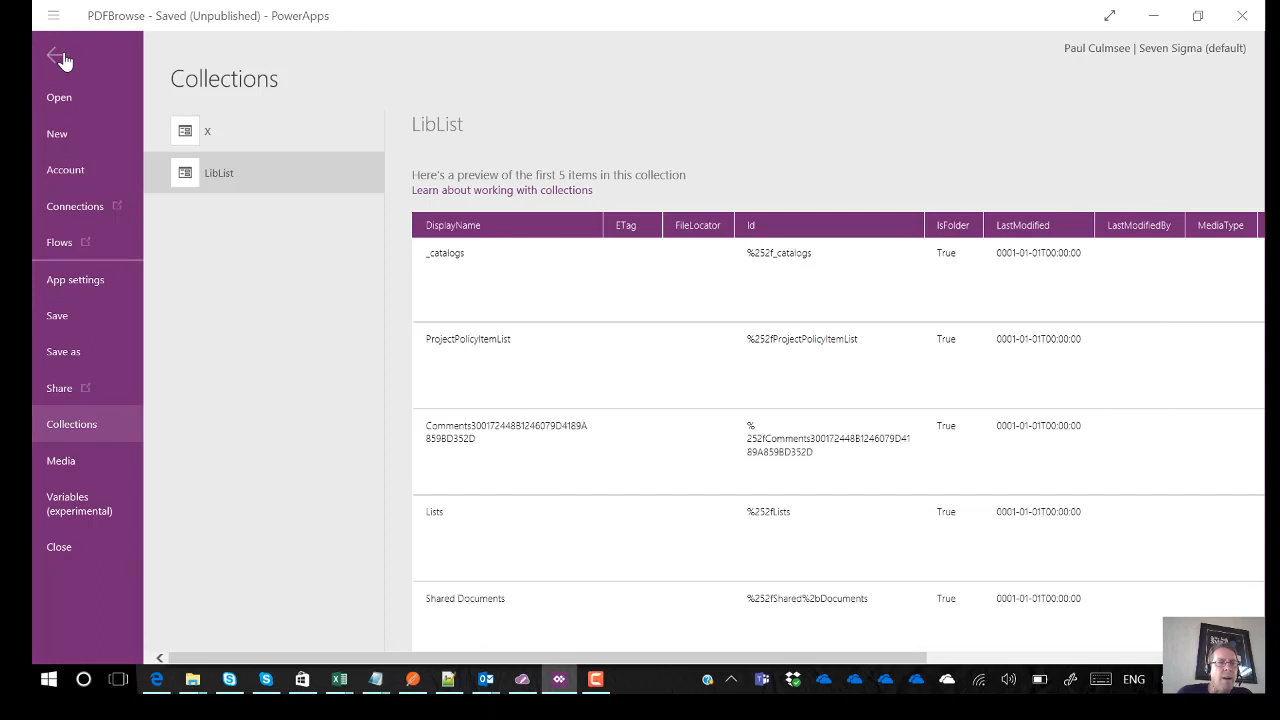 PDFBrowse - Saved (Unpublished) - PowerApps
Paul Culmsee | Seven Sigma (default)
Open
New
Account
Connections
Flows
App settings
Save
Save as
Share
Collections
Media
Variables
(experimental)
Close
Collections
X
LibList
LibList
Here's a preview of the first 5 items in this collection
Learn about working with collections
DisplayName ETag FileLocator Id IsFolder LastModified LastModifiedBy MediaType
_catalogs %252f_catalogs True 0001-01-01T00:00:00
ProjectPolicyItemList %252fProjectPolicyItemList True 0001-01-01T00:00:00
Comments300172448B1246079D4189A
859BD352D
%
252fComments300172448B1246079D41
89A859BD352D
True 0001-01-01T00:00:00
Lists %252fLists True 0001-01-01T00:00:00
Shared Documents %252fShared%2bDocuments True 0001-01-01T00:00:00
ENG